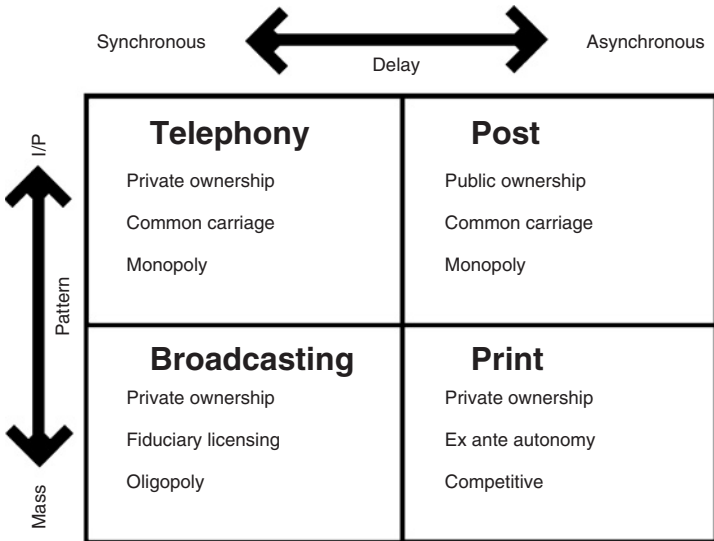 Synchronous
Asynchronous
Delay
I/P
Pattern
Mass
Telephony
Private ownership
Common carriage
Monopoly
Post
Public ownership
Common carriage
Monopoly
Broadcasting
Private ownership
Fiduciary licensing
Oligopoly
Print
Private ownership
Ex ante autonomy
Competitive